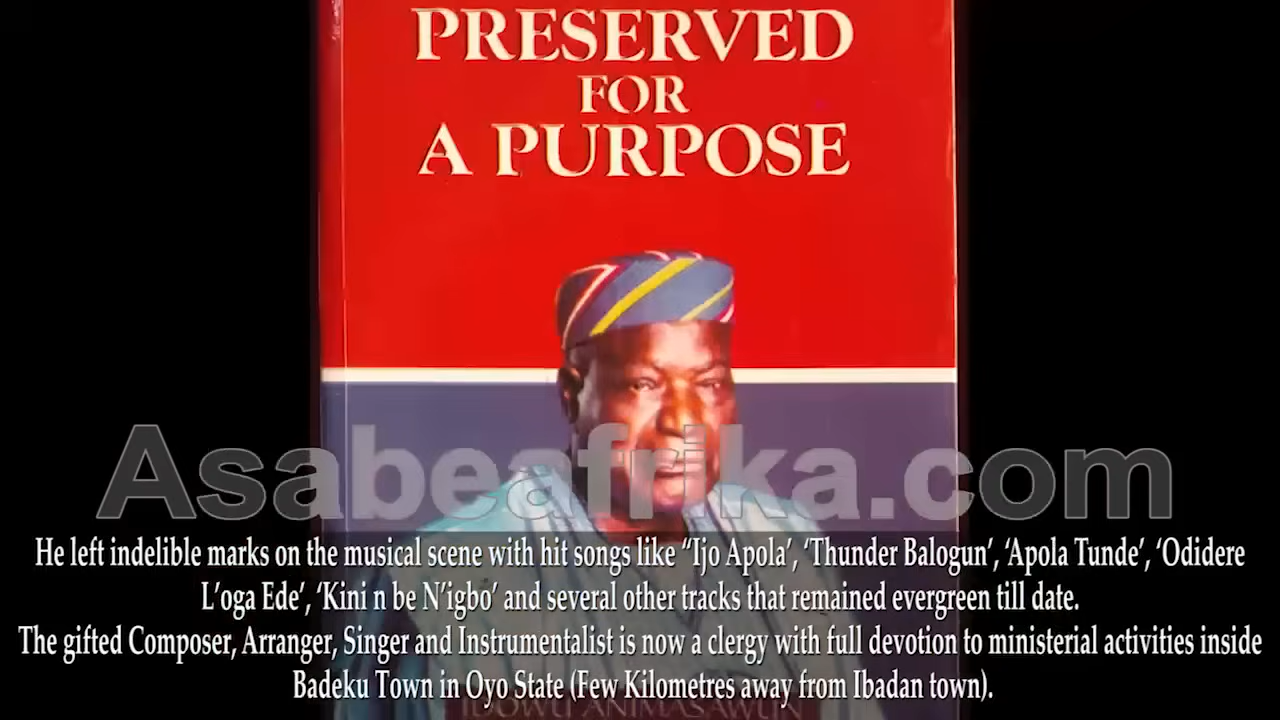 PRESERVED
FOR
A PURPOSE
Asabeafrika.com
He left indelible marks on the musical scene with hit songs like “Ijo Apola’, ‘Thunder Balogun’, ‘Apola Tunde’, ‘Odidere
L’oga Ede’, ‘Kini n be N’igbo’ and several other tracks that remained evergreen till date.
The gifted Composer, Arranger, Singer and Instrumentalist is now a clergy with full devotion to ministerial activities inside
Badeku Town in Oyo State (Few Kilometres away from Ibadan town).
IDOWU ANIMASAWUN